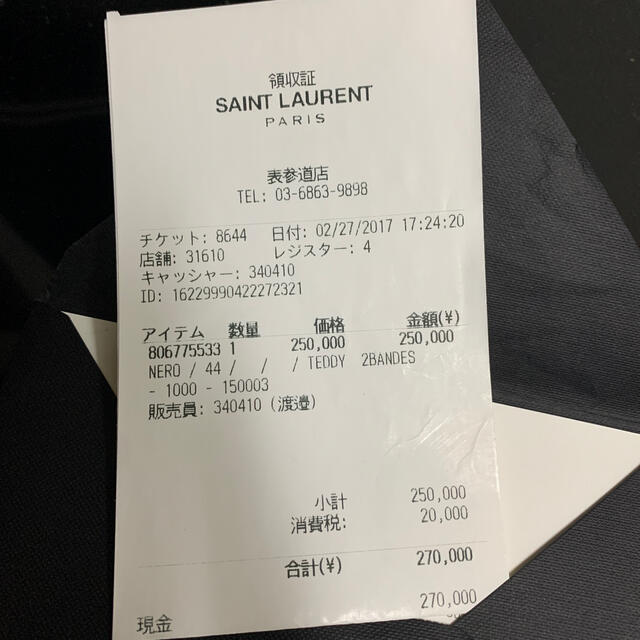 領収証
SAINT LAURENT
PARIS
表参道店
TEL: 03-6863-9898
チケット: 8644 日付: 02/27/2017 17:24:20
店舗: 31610 レジスター: 4
キャッシャー: 340410
ID: 16229990422272321
アイテム 数量 価格 金額(¥)
806775533 1 250,000 250,000
NERO / 44 / / / TEDDY 2BANDES
- 1000 - 150003
販売員: 340410 (渡邉)
小計 250,000
消費税: 20,000
合計(¥) 270,000
現金 270,000